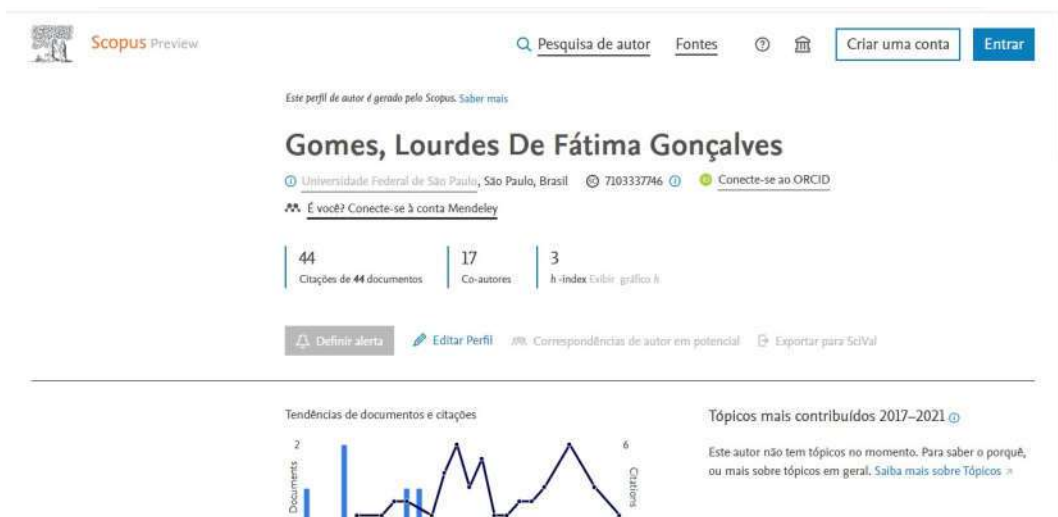 Scopus Preview
Pesquisa de autor Fontes Criar uma conta Entrar
Este perfil de autor é gerado pelo Scopus. Saber mais
Gomes, Lourdes De Fátima Gonçalves
Universidade Federal de São Paulo, São Paulo, Brasil 7103337746 Conecte-se ao ORCID
É você? Conecte-se à conta Mendeley
44 17 3
Citações de 44 documentos Co-autores h -index Exibir gráfico h
Definir alerta Editar Perfil Correspondências de autor em potencial Exportar para SciVal
Tendências de documentos e citações
Tópicos mais contribuídos 2017–2021
2 6
Documents Citations
Este autor não tem tópicos no momento. Para saber o porquê,
ou mais sobre tópicos em geral. Saiba mais sobre Tópicos